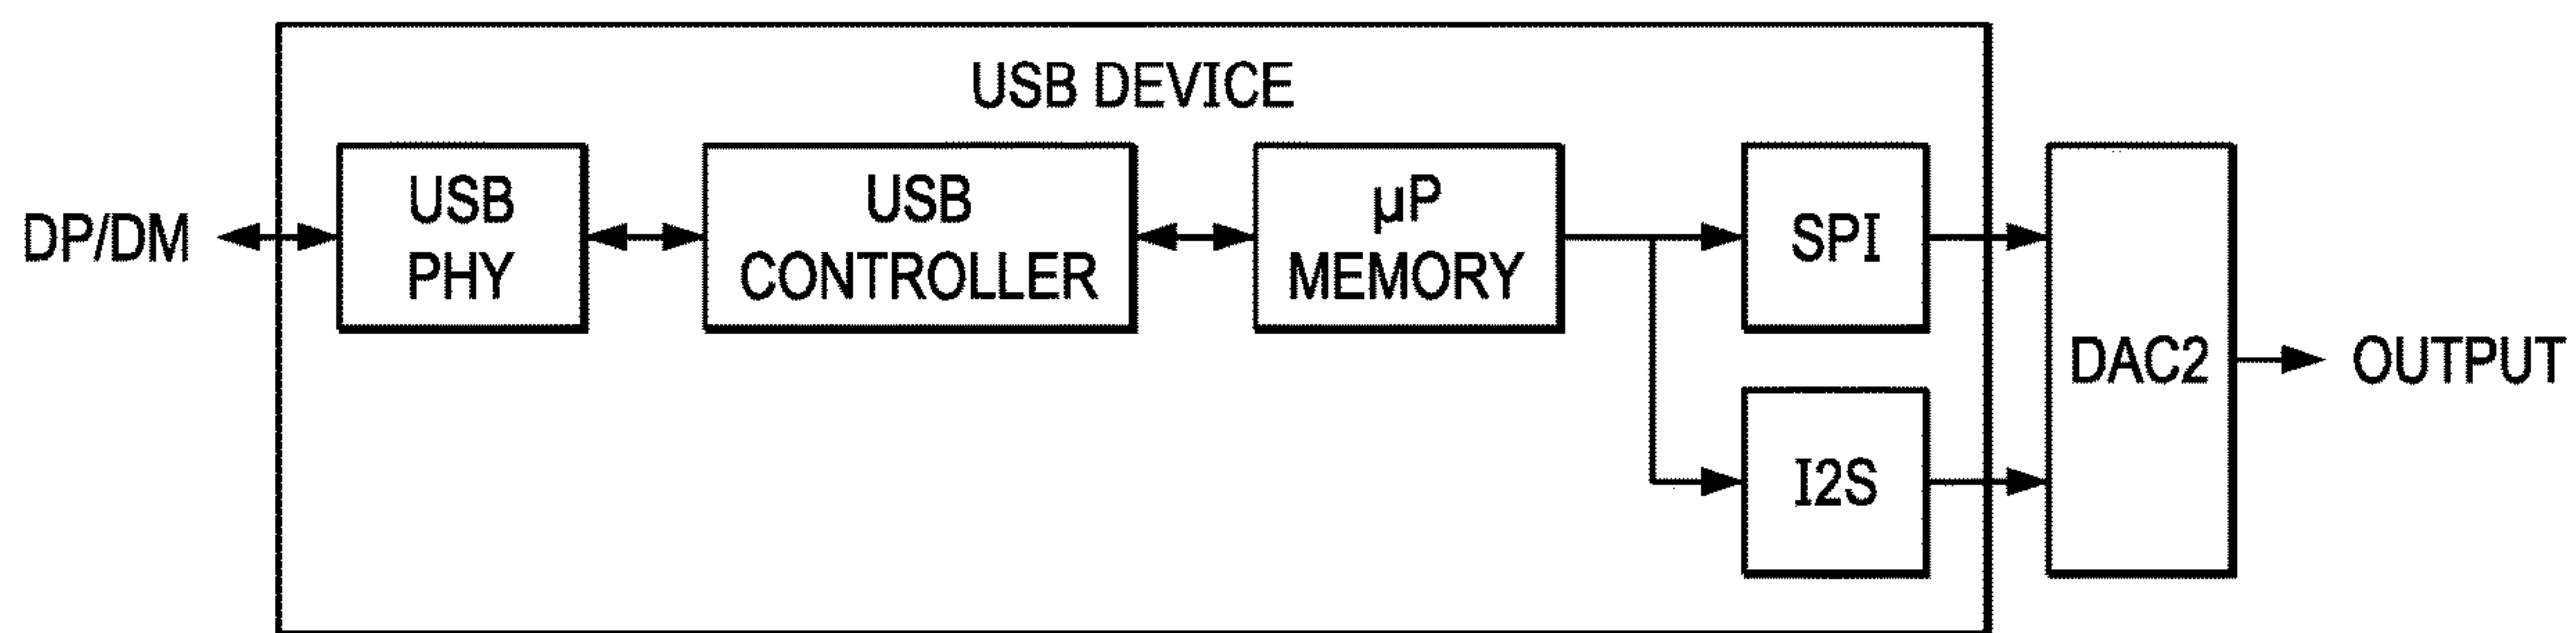 USB DEVICE
DP/DM
USB
PHY
USB
CONTROLLER
µP
MEMORY
SPI
I2S
DAC2
OUTPUT